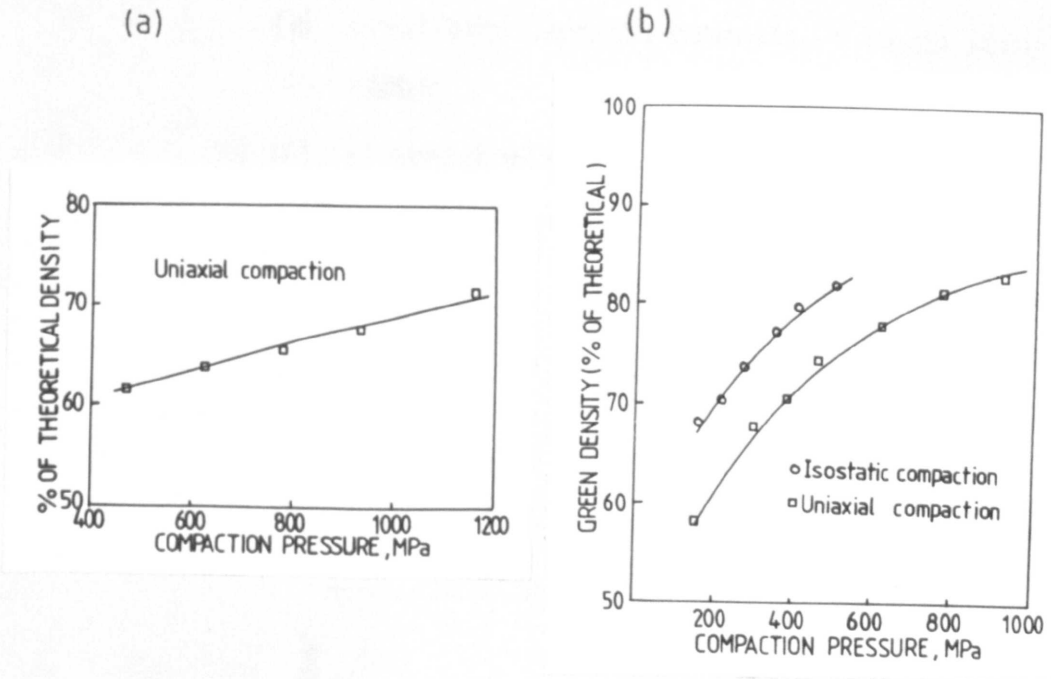 (a)
% OF THEORETICAL DENSITY
80
70
60
50
Uniaxial compaction
400 600 800 1000 1200
COMPACTION PRESSURE, MPa
(b)
GREEN DENSITY (% OF THEORETICAL)
100
90
80
70
60
50
Isostatic compaction
Uniaxial compaction
200 400 600 800 1000
COMPACTION PRESSURE, MPa